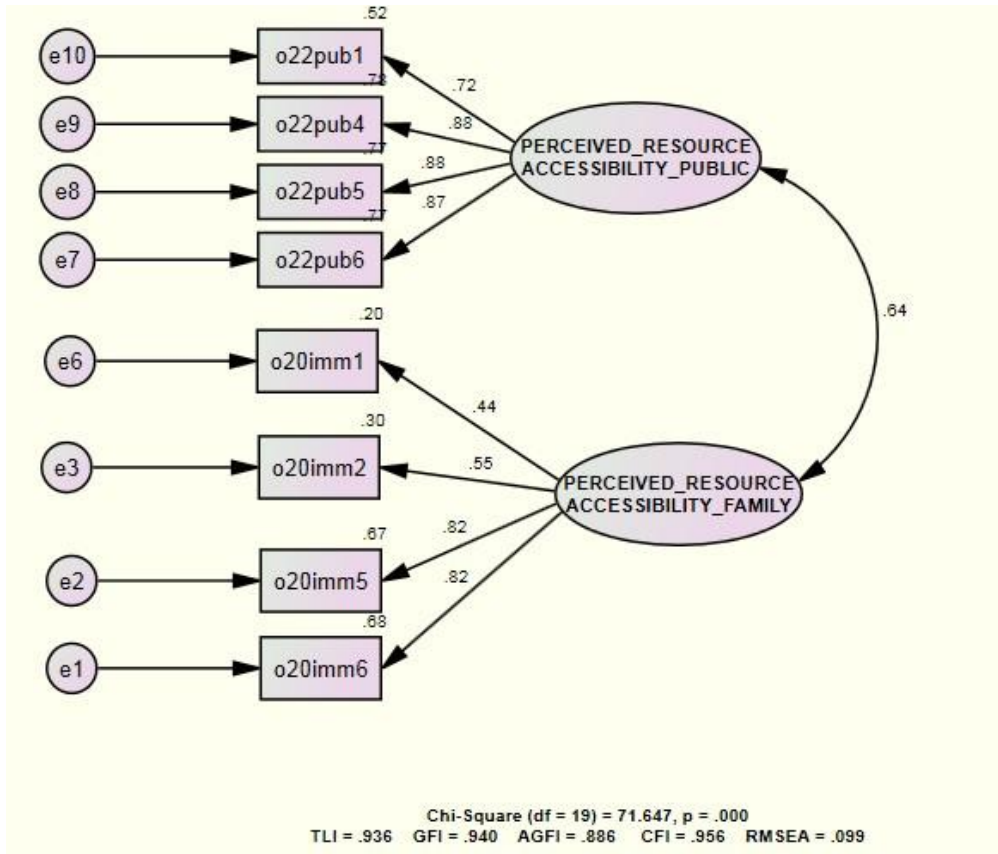 .52
e10 o22pub1
.72
.78
e9 o22pub4
.88
PERCEIVED_RESOURCE
ACCESSIBILITY_PUBLIC
.77
e8 o22pub5
.88
.87
.77
e7 o22pub6
.64
.20
e6 o20imm1
.44
.30
e3 o20imm2
.55
PERCEIVED_RESOURCE
ACCESSIBILITY_FAMILY
.67
.82
e2 o20imm5
.82
.68
e1 o20imm6
Chi-Square (df = 19) = 71.647, p = .000
TLI = .936 GFI = .940 AGFI = .886 CFI = .956 RMSEA = .099